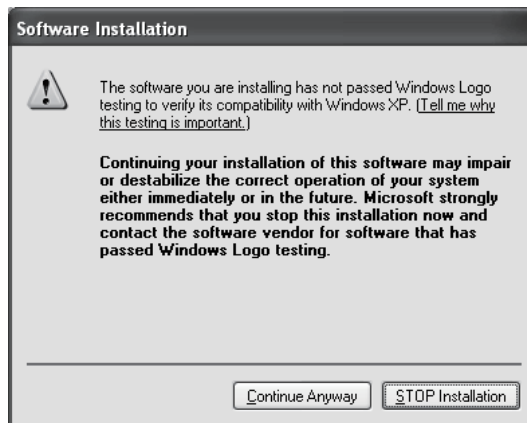 Software Installation
The software you are installing has not passed Windows Logo
testing to verify its compatibility with Windows XP. (Tell me why
this testing is important.)
Continuing your installation of this software may impair
or destabilize the correct operation of your system
either immediately or in the future. Microsoft strongly
recommends that you stop this installation now and
contact the software vendor for software that has
passed Windows Logo testing.
Continue Anyway
STOP Installation